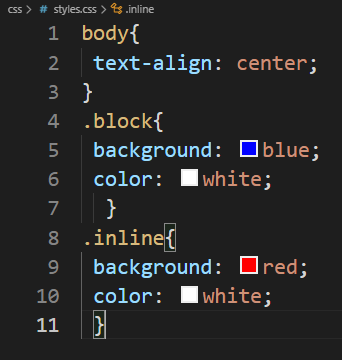 css > # styles.css > .inline
1 body{
2  text-align: center;
3 }
4 .block{
5  background: blue;
6  color: white;
7   }
8 .inline{
9  background: red;
10  color: white;
11  }